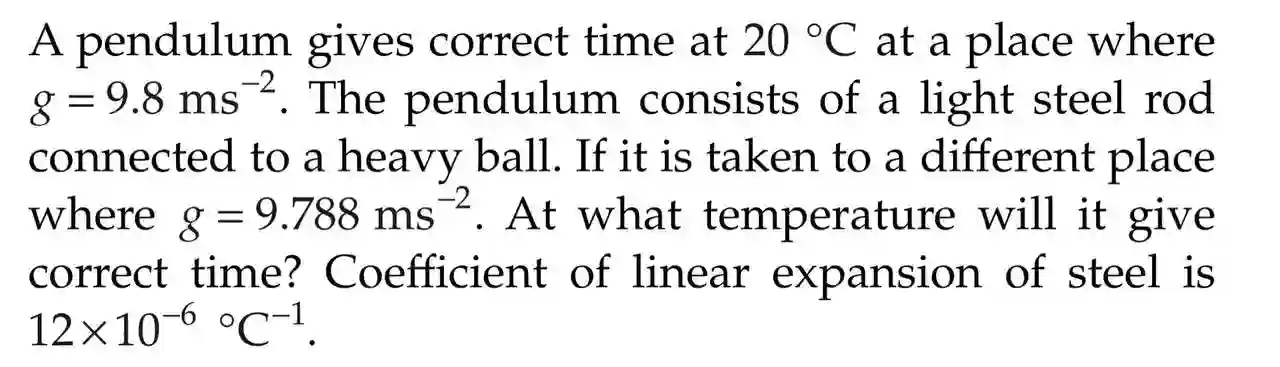 A pendulum gives correct time at 20 °C at a place where
g = 9.8 ms⁻². The pendulum consists of a light steel rod
connected to a heavy ball. If it is taken to a different place
where g = 9.788 ms⁻². At what temperature will it give
correct time? Coefficient of linear expansion of steel is
12×10⁻⁶ °C⁻¹.